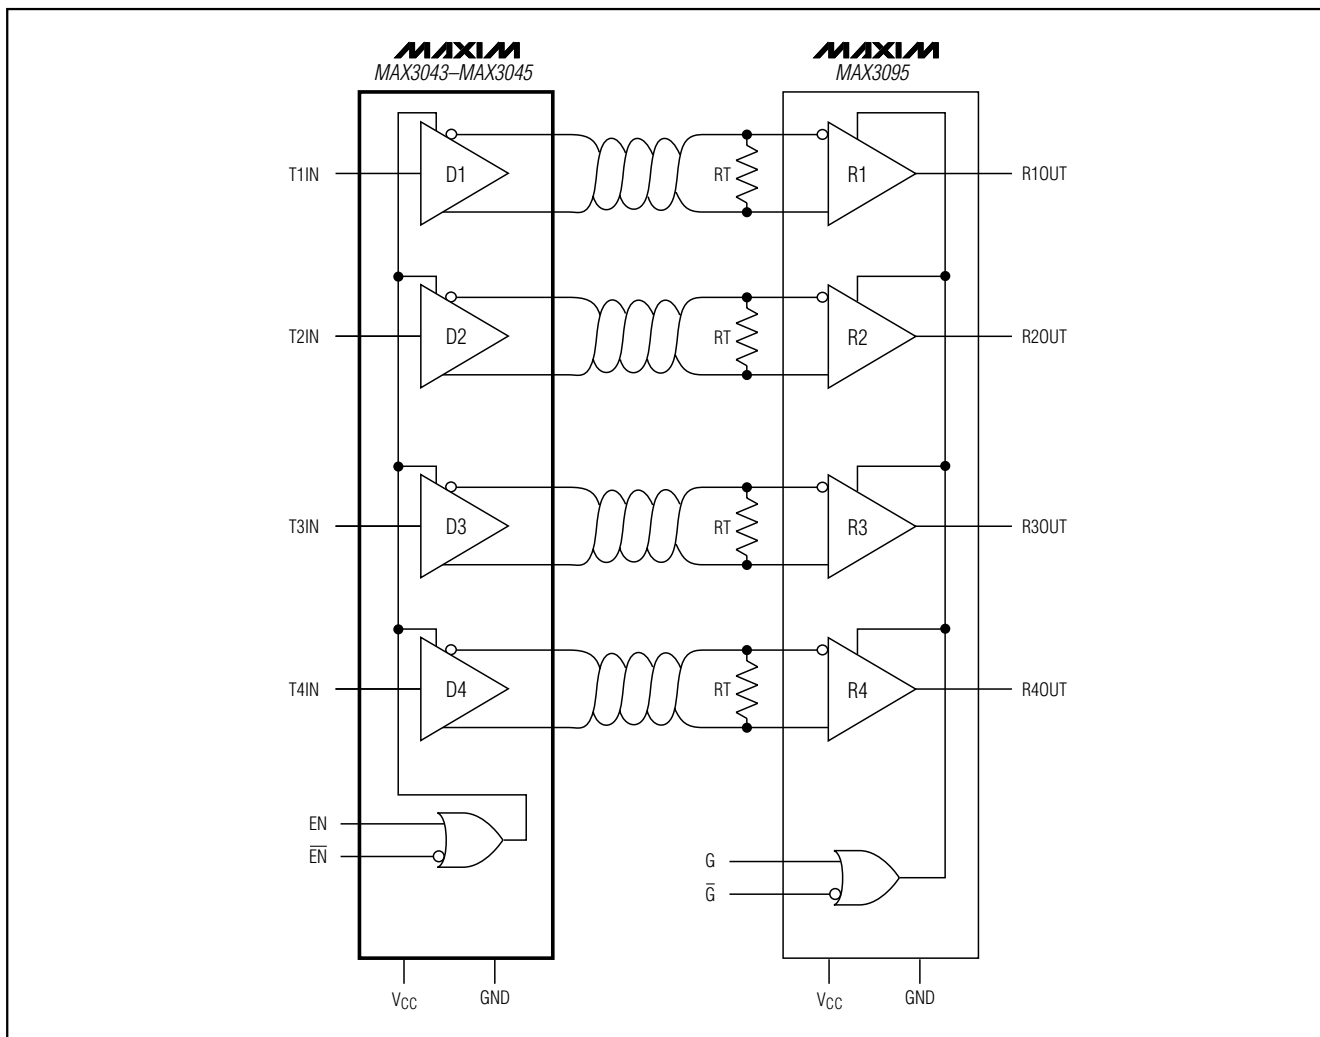 MAXIM MAXIM
MAX3043–MAX3045 MAX3095
T1IN D1 RT R1 R1OUT
T2IN D2 RT R2 R2OUT
T3IN D3 RT R3 R3OUT
T4IN D4 RT R4 R4OUT
EN
E̅N̅
G
G̅
VCC GND VCC GND